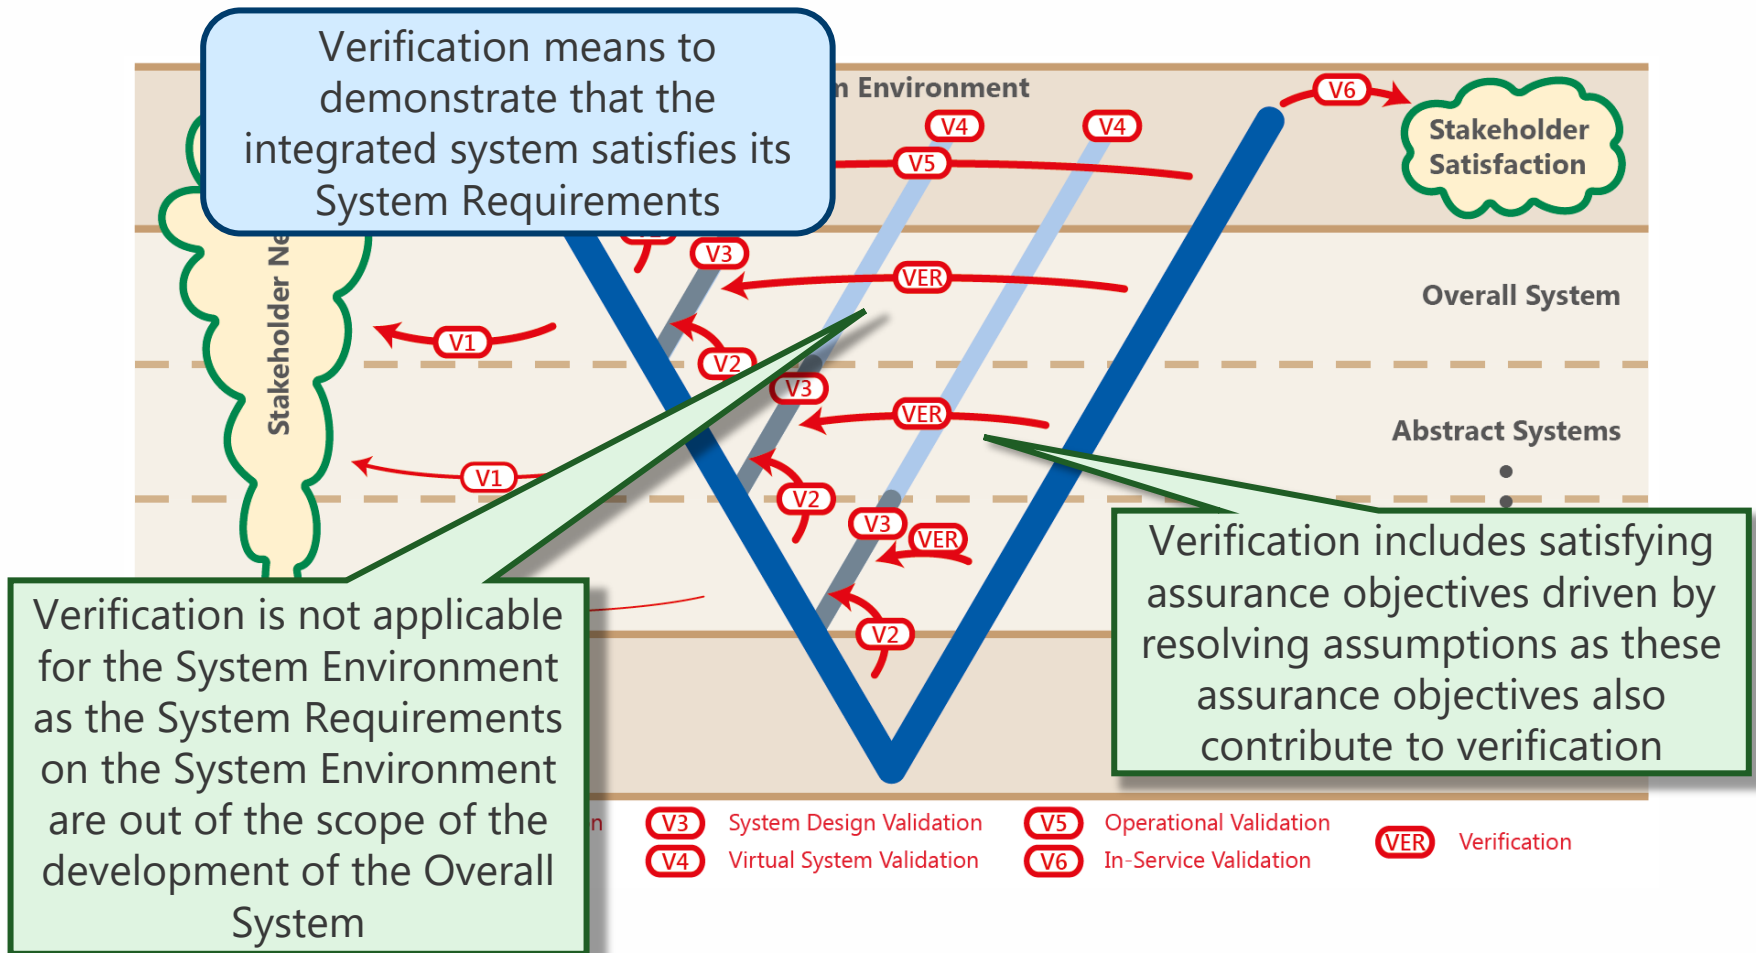 Verification means to
demonstrate that the
integrated system satisfies its
System Requirements
Environment
V6
V4
V4
V5
Stakeholder
Satisfaction
V3
VER
Overall System
Stakeholder
V1
V2
V3
VER
Abstract Systems
V1
V2
V3
VER
V2
Verification is not applicable
for the System Environment
as the System Requirements
on the System Environment
are out of the scope of the
development of the Overall
System
Verification includes satisfying
assurance objectives driven by
resolving assumptions as these
assurance objectives also
contribute to verification
V3 System Design Validation
V5 Operational Validation
V4 Virtual System Validation
V6 In-Service Validation
VER Verification